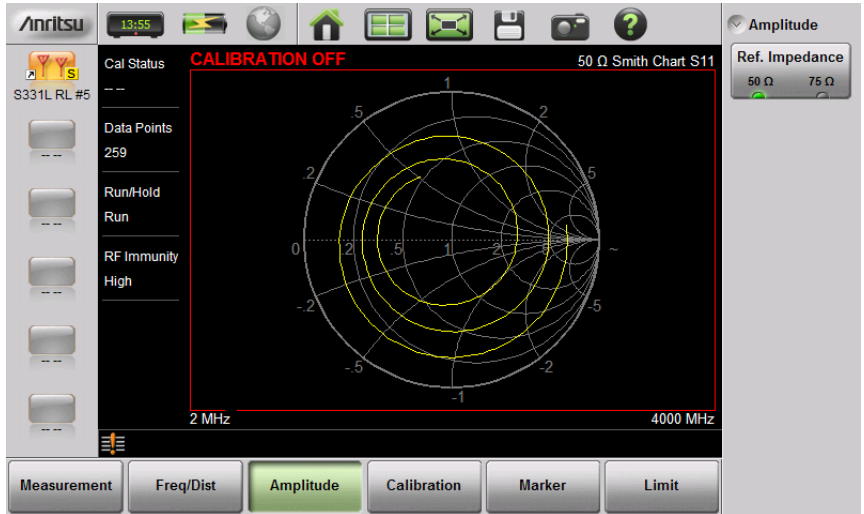 Anritsu
13:55
?
Amplitude
S
S331L RL #5
-- --
-- --
-- --
-- --
-- --
Cal Status
-- --
Data Points
259
Run/Hold
Run
RF Immunity
High
CALIBRATION OFF
50 Ω Smith Chart S11
1
.5
2
.2
5
0
.2
.5
1
2
5
~
-.2
-5
-.5
-2
-1
2 MHz
4000 MHz
Ref. Impedance
50 Ω
75 Ω
Measurement
Freq/Dist
Amplitude
Calibration
Marker
Limit